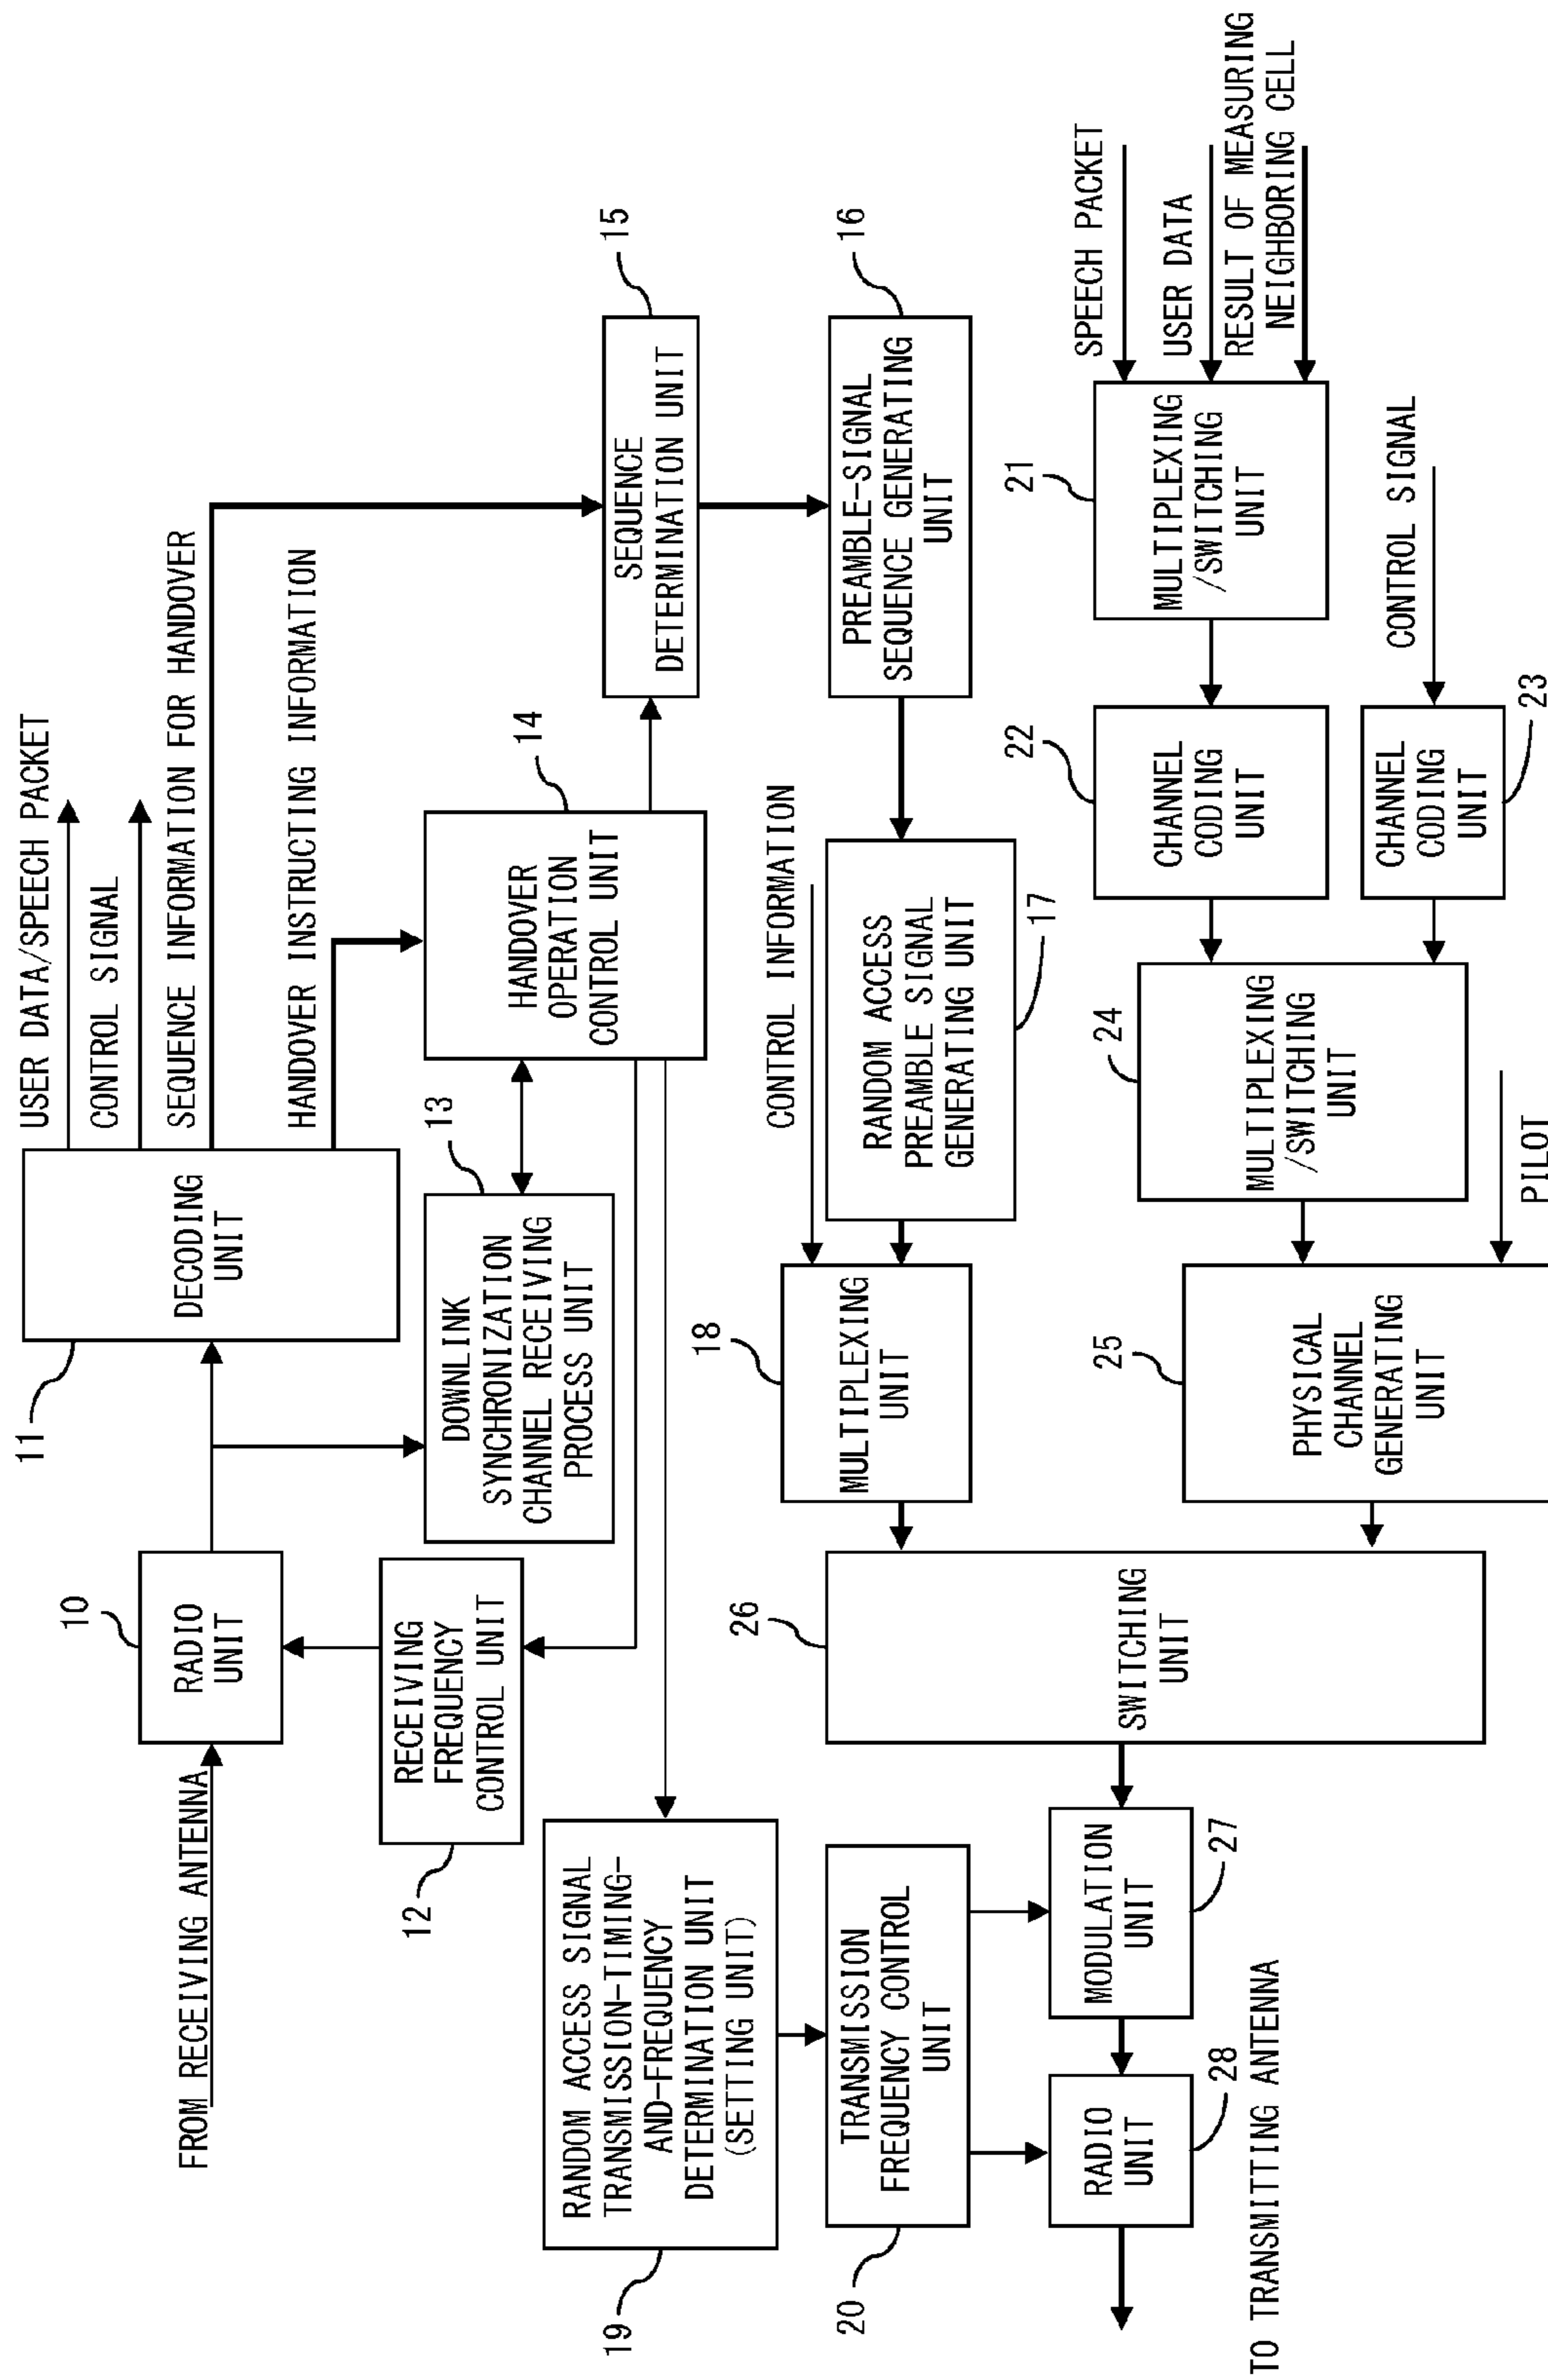 FROM RECEIVING ANTENNA
10
RADIO
UNIT
11
DECODING
UNIT
USER DATA/SPEECH PACKET
CONTROL SIGNAL
SEQUENCE INFORMATION FOR HANDOVER
HANDOVER INSTRUCTING INFORMATION
12
RECEIVING
FREQUENCY
CONTROL UNIT
13
DOWNLINK
SYNCHRONIZATION
CHANNEL RECEIVING
PROCESS UNIT
14
HANDOVER
OPERATION
CONTROL UNIT
15
SEQUENCE
DETERMINATION UNIT
19
RANDOM ACCESS SIGNAL
TRANSMISSION-TIMING-
AND-FREQUENCY
DETERMINATION UNIT
(SETTING UNIT)
20
TRANSMISSION
FREQUENCY CONTROL
UNIT
18
MULTIPLEXING
UNIT
CONTROL INFORMATION
RANDOM ACCESS
PREAMBLE SIGNAL
GENERATING UNIT
17
16
PREAMBLE-SIGNAL
SEQUENCE GENERATING
UNIT
28
RADIO
UNIT
27
MODULATION
UNIT
26
SWITCHING
UNIT
25
PHYSICAL
CHANNEL
GENERATING
UNIT
24
MULTIPLEXING
/SWITCHING
UNIT
22
CHANNEL
CODING
UNIT
23
CHANNEL
CODING
UNIT
21
MULTIPLEXING
/SWITCHING
UNIT
SPEECH PACKET
USER DATA
RESULT OF MEASURING
NEIGHBORING CELL
CONTROL SIGNAL
PILOT
TO TRANSMITTING ANTENNA